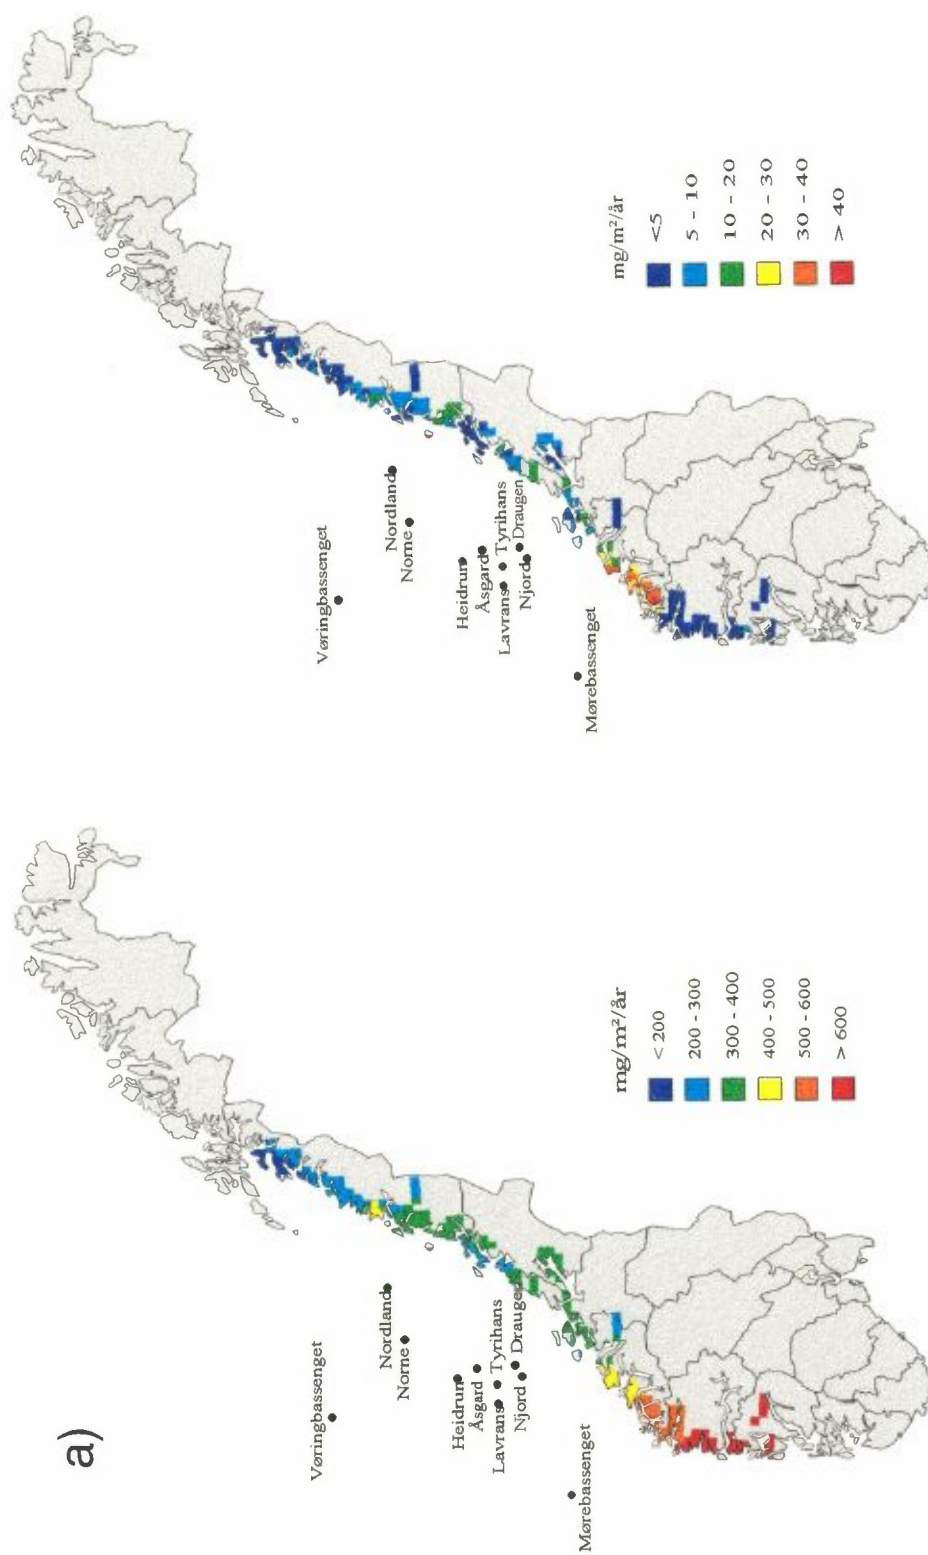 a)
Vøringbassenget
Nordland
Norne
Heidrun
Åsgard
Lavrans
Tyrihans
Njord
Draugen
Mørebassenget
mg/m²/år
< 200
200 - 300
300 - 400
400 - 500
500 - 600
> 600
Vøringbassenget
Nordland
Norne
Heidrun
Åsgard
Lavrans
Tyrihans
Njord
Draugen
Mørebassenget
mg/m²/år
<5
5 - 10
10 - 20
20 - 30
30 - 40
> 40